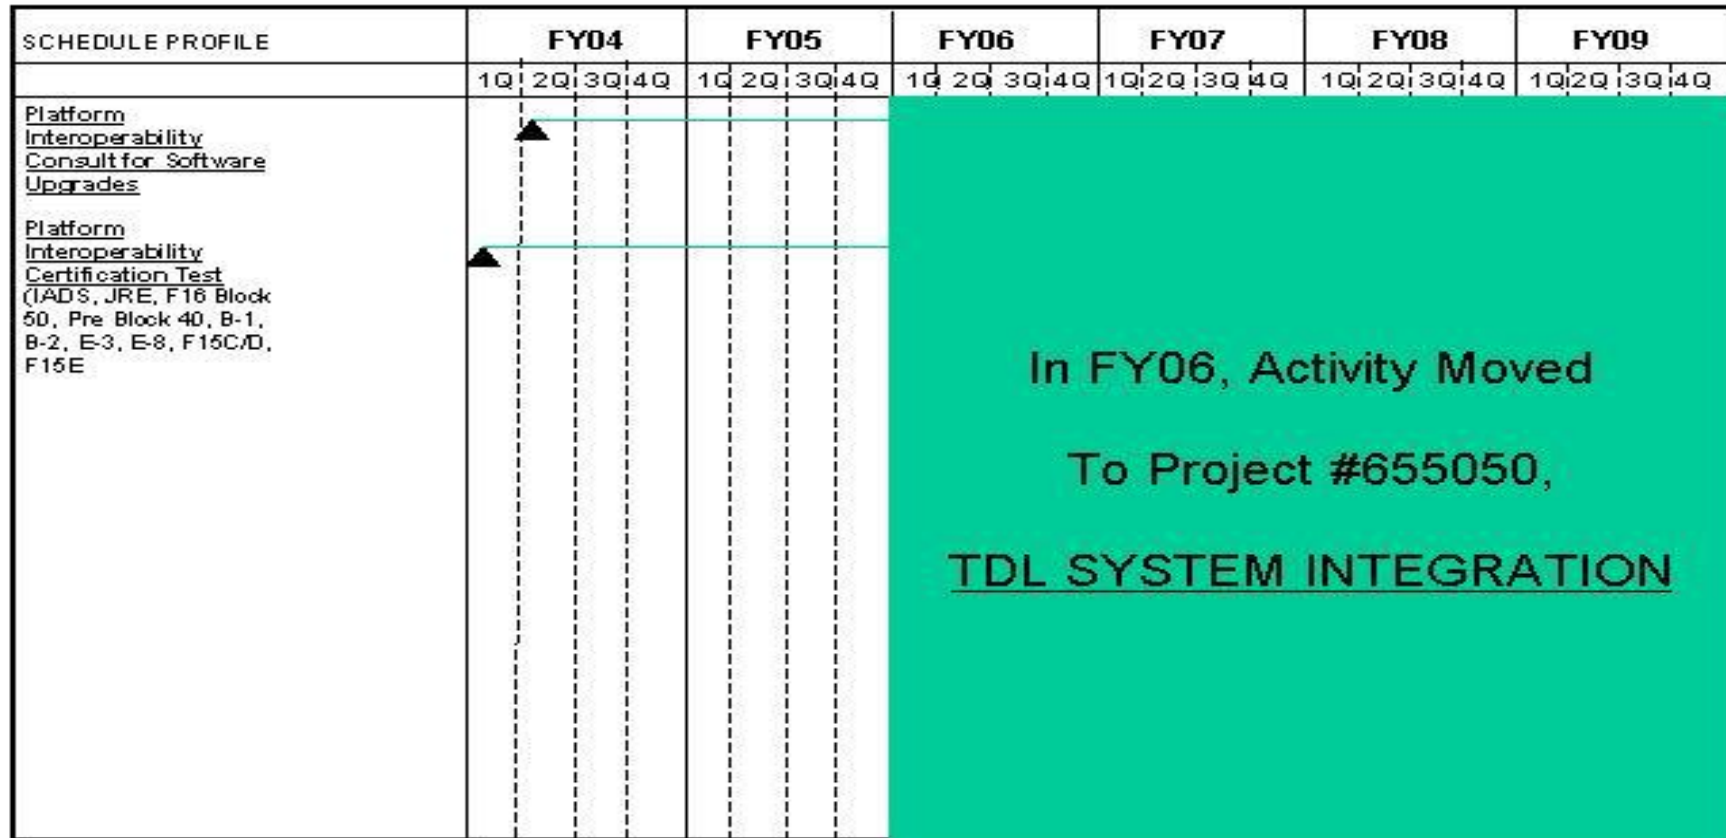 SCHEDULE PROFILE FY04 FY05 FY06 FY07 FY08 FY09
1Q 2Q 3Q 4Q 1Q 2Q 3Q 4Q 1Q 2Q 3Q 4Q 1Q 2Q 3Q 4Q 1Q 2Q 3Q 4Q 1Q 2Q 3Q 4Q
Platform
Interoperability
Consult for Software
Upgrades
Platform
Interoperability
Certification Test
(IADS, JRE, F16 Block
50, Pre Block 40, B-1,
B-2, E-3, E-8, F15C/D,
F15E
In FY06, Activity Moved
To Project #655050,
TDL SYSTEM INTEGRATION